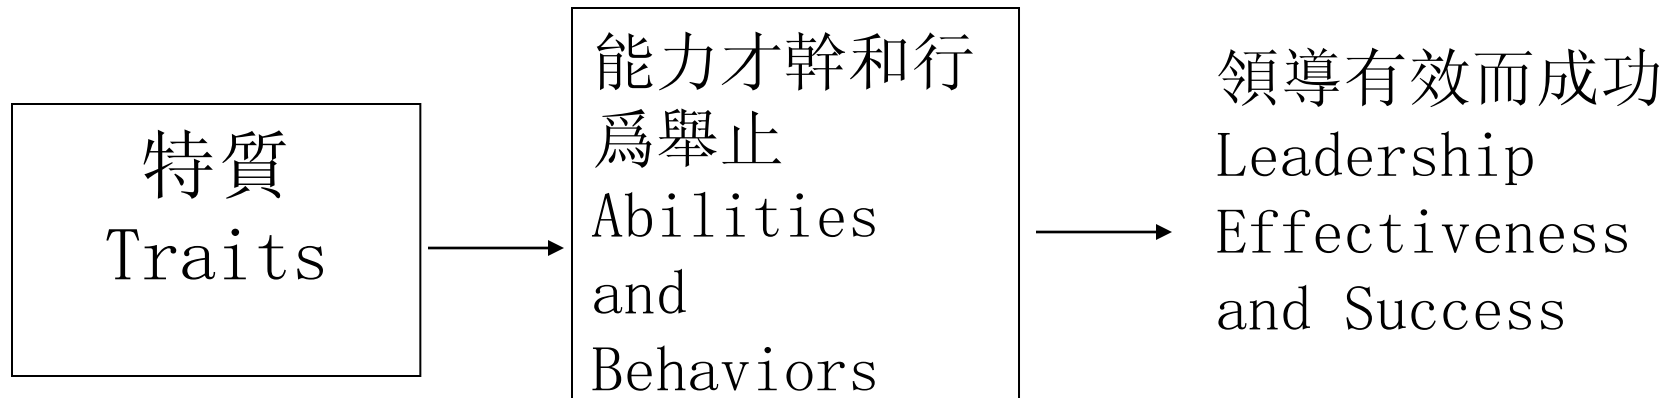 特質
Traits
能力才幹和行
爲舉止
Abilities
and
Behaviors
領導有效而成功
Leadership
Effectiveness
and Success